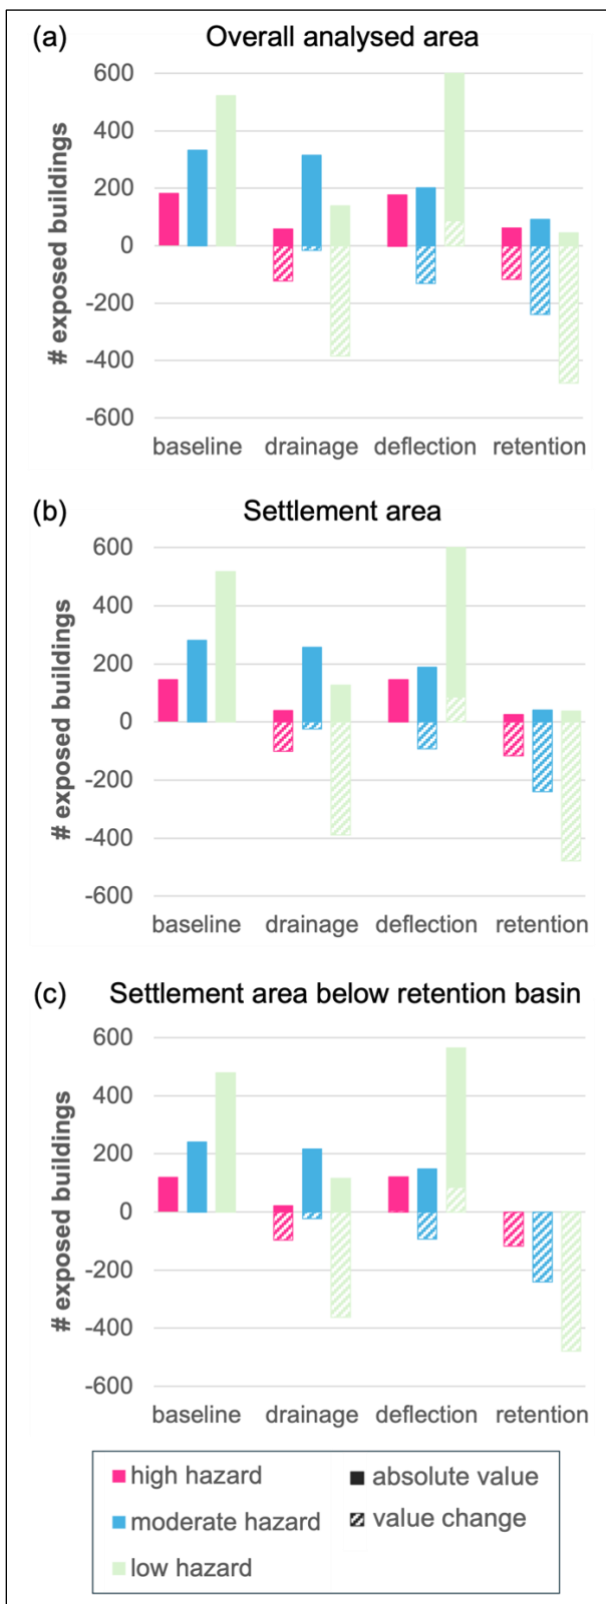 (a) Overall analysed area
# exposed buildings
600
400
200
0
-200
-400
-600
baseline drainage deflection retention
(b) Settlement area
# exposed buildings
600
400
200
0
-200
-400
-600
baseline drainage deflection retention
(c) Settlement area below retention basin
# exposed buildings
600
400
200
0
-200
-400
-600
baseline drainage deflection retention
high hazard absolute value
moderate hazard value change
low hazard